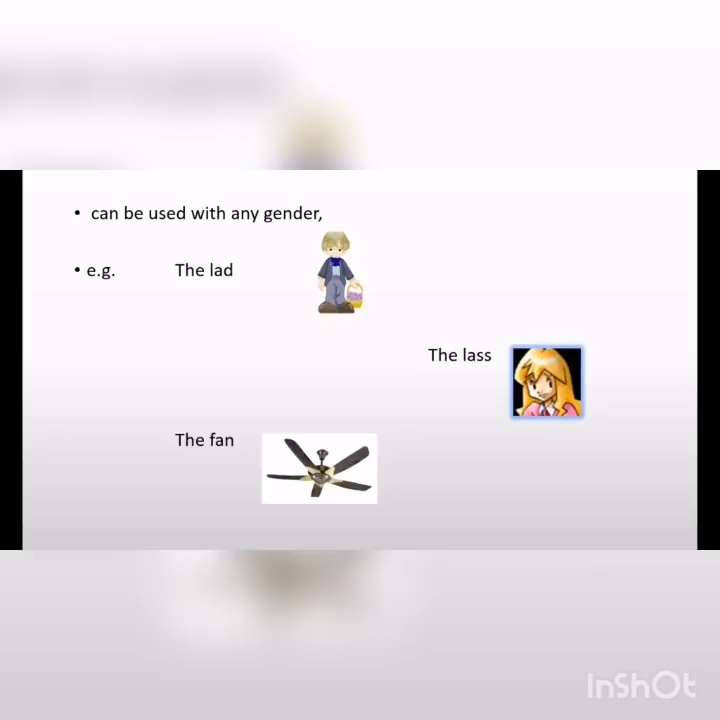 • can be used with any gender,
• e.g. The lad
The lass
The fan
InShOt